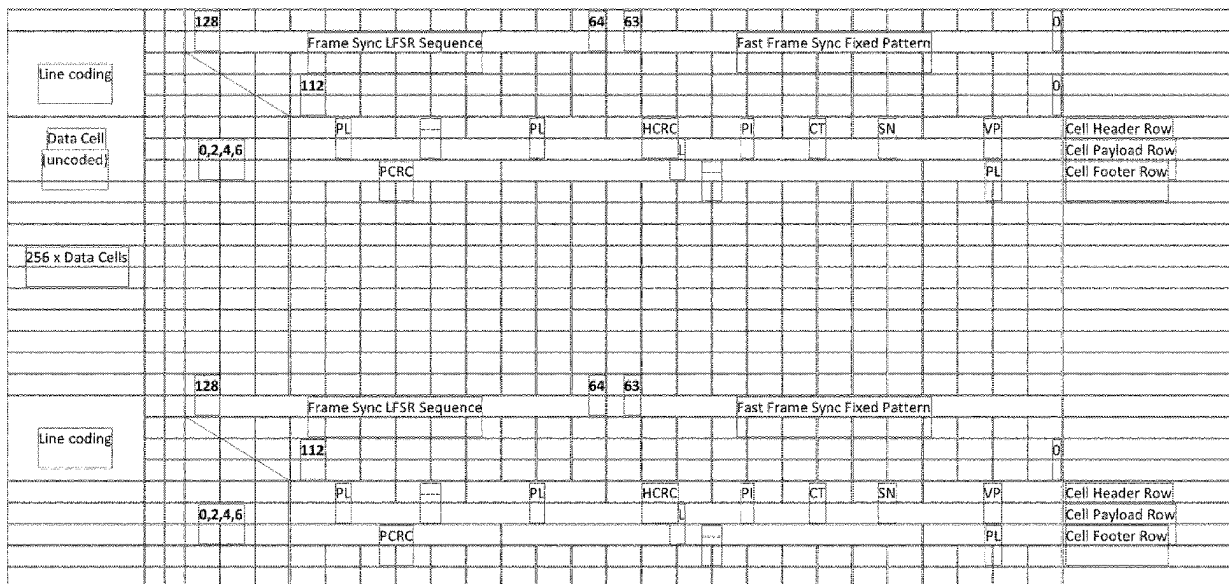 128 64 63 0
Frame Sync LFSR Sequence Fast Frame Sync Fixed Pattern
Line coding
112 0
PL ---- PL HCRC PI CT SN VP Cell Header Row
Data Cell
(uncoded)
0,2,4,6 L Cell Payload Row
PCRC ---- PL Cell Footer Row
256 x Data Cells
128 64 63
Frame Sync LFSR Sequence Fast Frame Sync Fixed Pattern
Line coding
112 0
PL ---- PL HCRC PI CT SN VP Cell Header Row
0,2,4,6 L Cell Payload Row
PCRC ---- PL Cell Footer Row